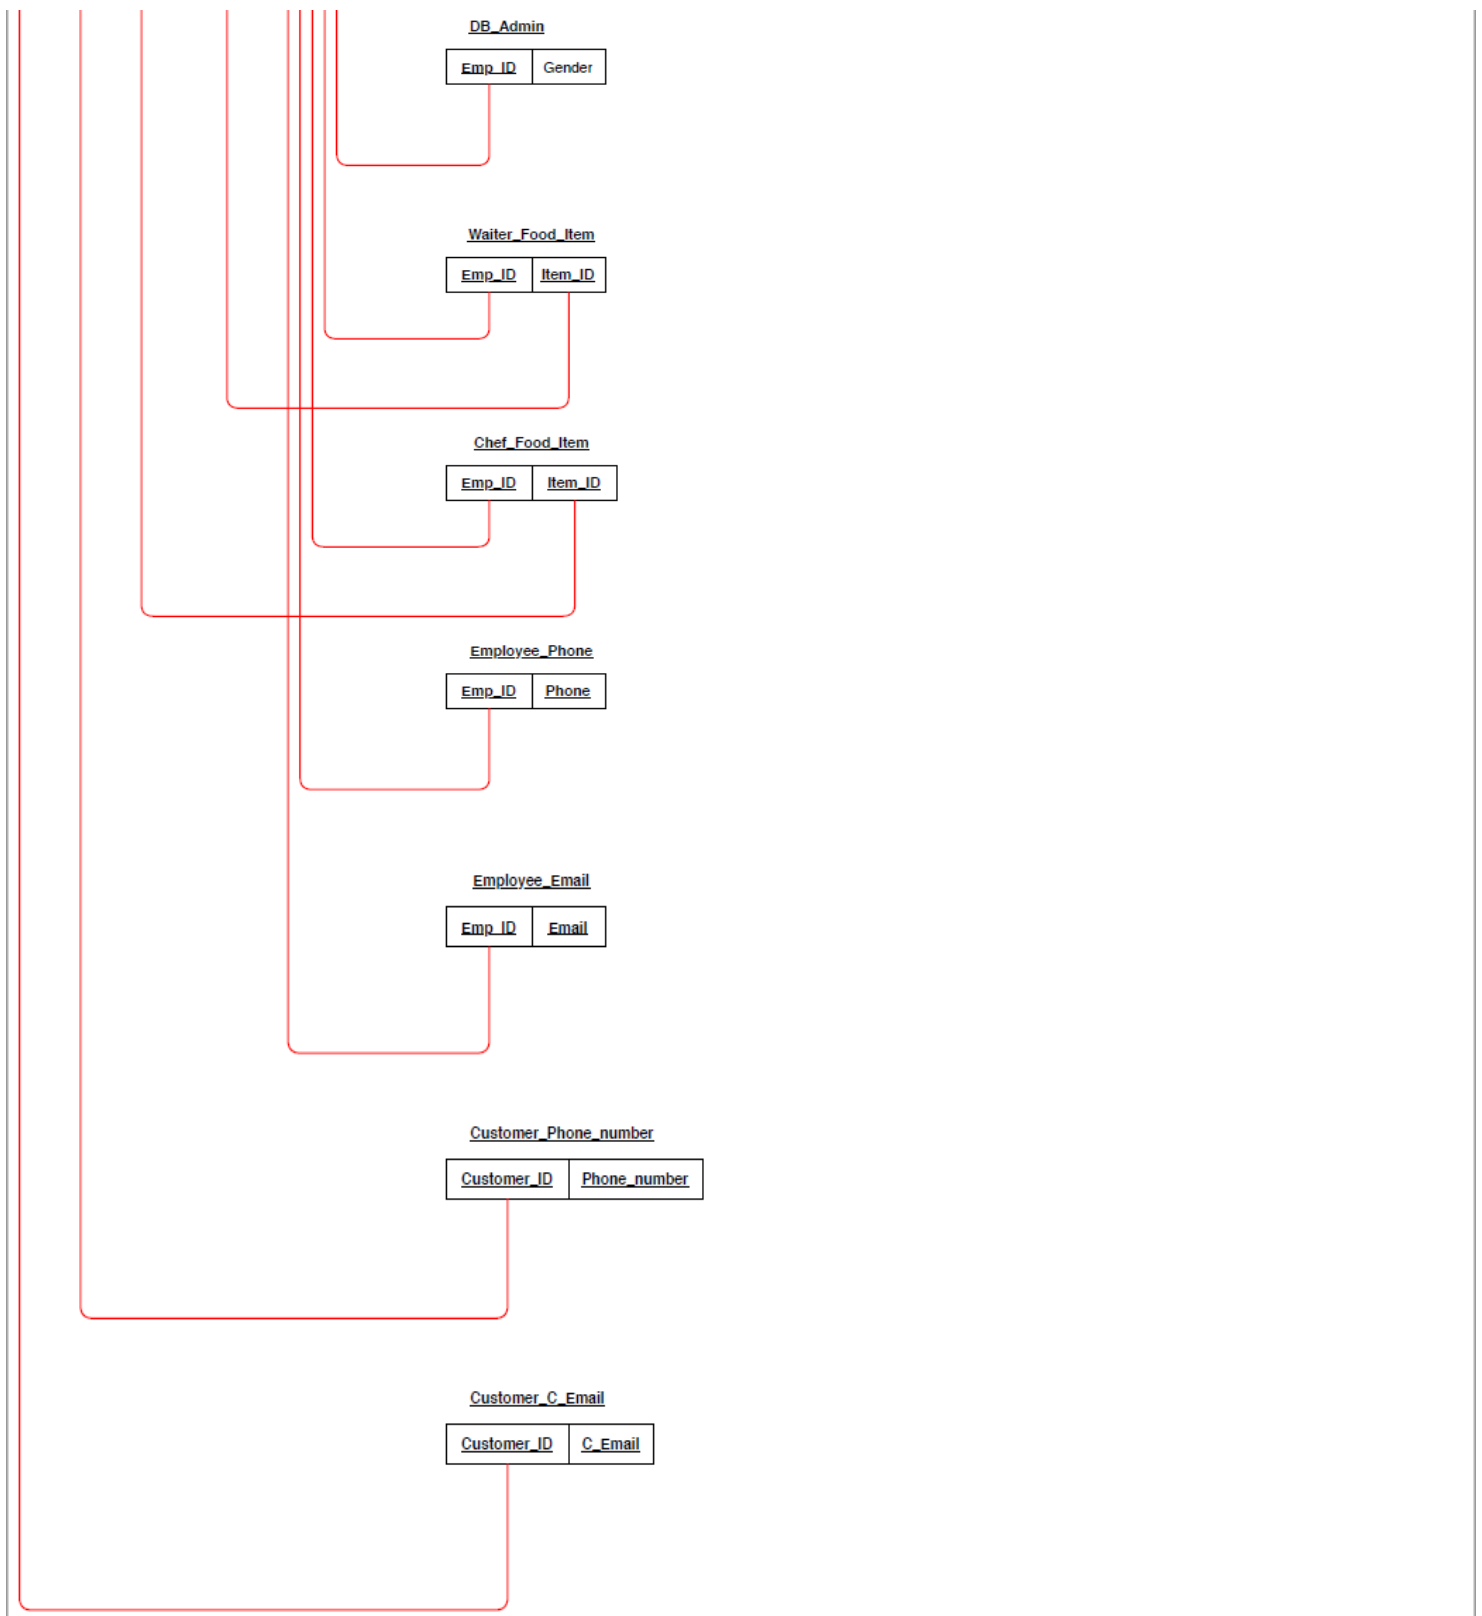 DB_Admin
Emp_ID Gender
Waiter_Food_Item
Emp_ID Item_ID
Chef_Food_Item
Emp_ID Item_ID
Employee_Phone
Emp_ID Phone
Employee_Email
Emp_ID Email
Customer_Phone_number
Customer_ID Phone_number
Customer_C_Email
Customer_ID C_Email